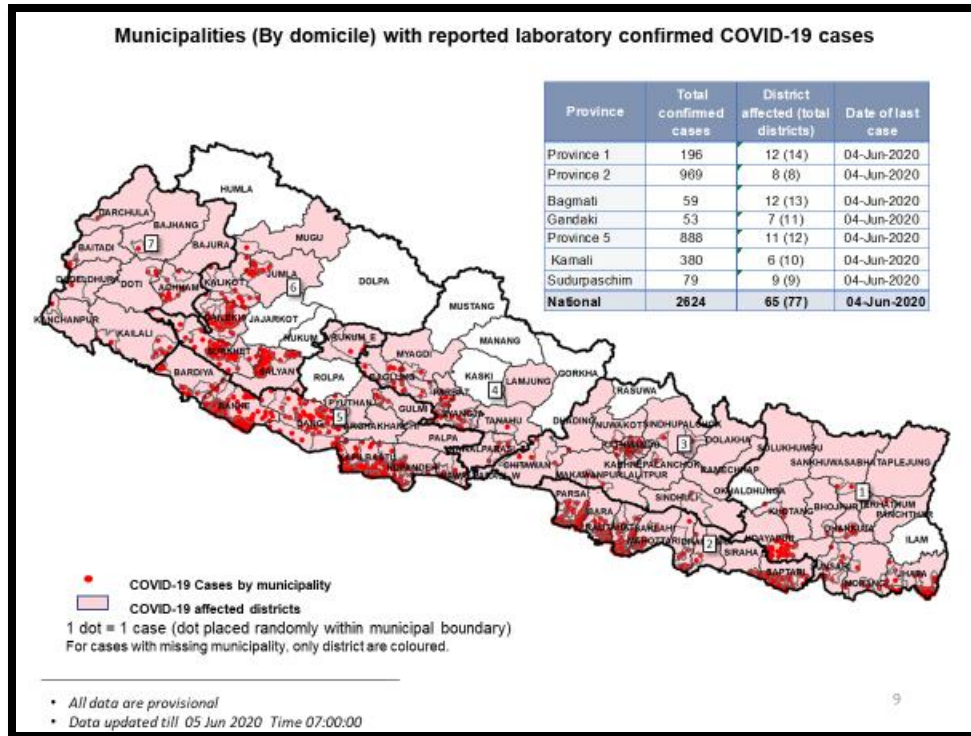 Municipalities (By domicile) with reported laboratory confirmed COVID-19 cases
Province Total confirmed cases District affected (total districts) Date of last case
Province 1 196 12 (14) 04-Jun-2020
Province 2 969 8 (8) 04-Jun-2020
Bagmati 59 12 (13) 04-Jun-2020
Gandaki 53 7 (11) 04-Jun-2020
Province 5 888 11 (12) 04-Jun-2020
Karnali 380 6 (10) 04-Jun-2020
Sudurpaschim 79 9 (9) 04-Jun-2020
National 2624 65 (77) 04-Jun-2020
HUMLA
DARCHULA
BAJHANG
7
BAITADI
BAJURA
MUGU
DOTI
ACHHAM
KALIKOT
JUMLA
6
DOLPA
KANCHANPUR
KAILALI
JAJARKOT
MUSTANG
BARDIYA
SALYAN
RUKUM_E
ROLPA
MYAGDI
MANANG
KASKI
4
LAMJUNG
GORKHA
BANKE
DANG
5
PYUTHAN
GULMI
PALPA
TANAHU
RASUWA
DHADING
NUWAKOT
SINDHUPALCHOK
3
DOLAKHA
CHITAWAN
MAKAWANPUR
LALITPUR
KABHREPALANCHOK
RAMECHHAP
SINDHULI
SOLUKHUMBU
SANKHUWASABHA
TAPLEJUNG
OKHALDHUNGA
KHOTANG
BHOJPUR
1
TERHATHUM
PANCHTHAR
DHANKUTA
ILAM
PARSA
BARA
2
SIRAHA
UDAYAPUR
SAPTARI
MORANG
JHAPA
COVID-19 Cases by municipality
COVID-19 affected districts
1 dot = 1 case (dot placed randomly within municipal boundary)
For cases with missing municipality, only district are coloured.
• All data are provisional
• Data updated till 05 Jun 2020 Time 07:00:00
9